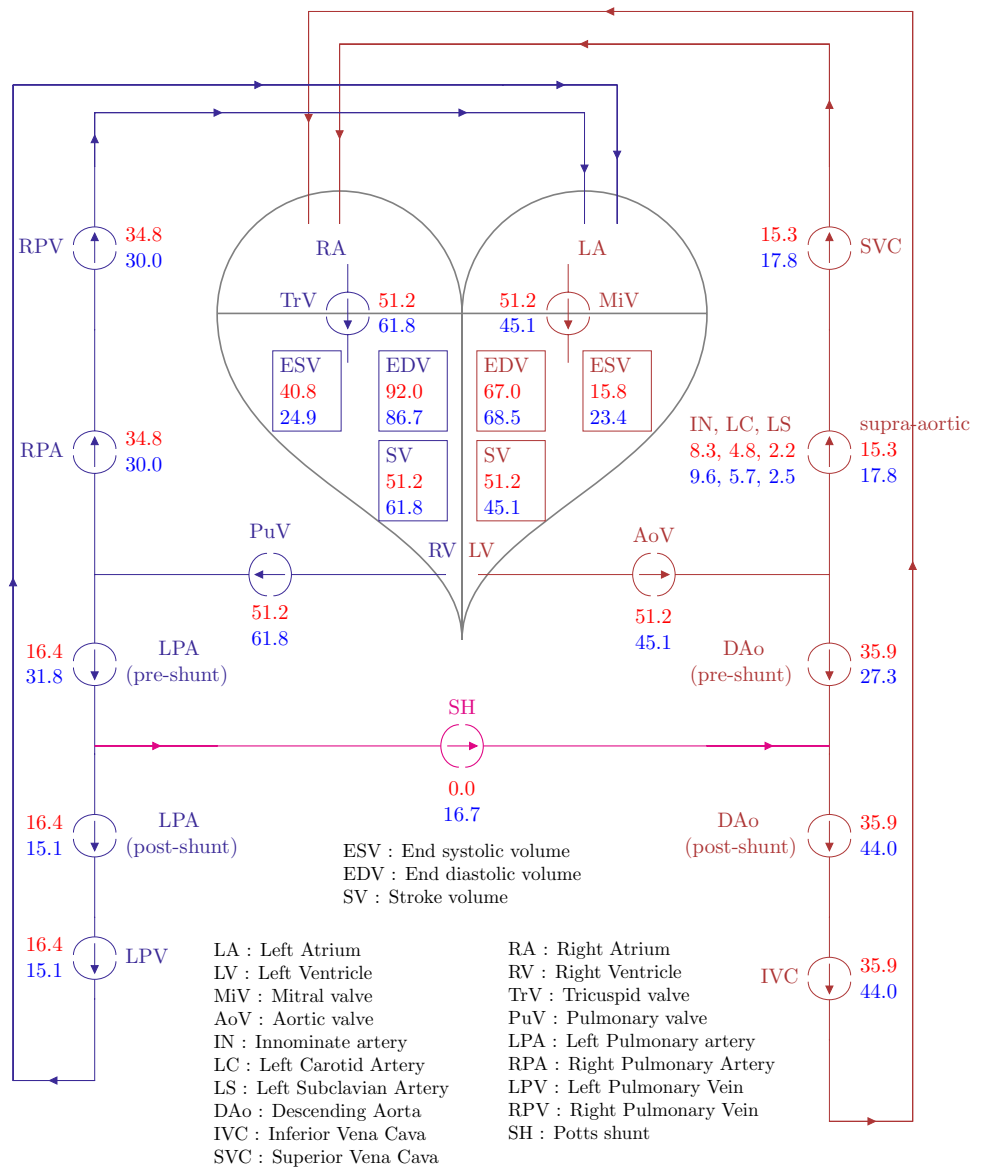 RPV
34.8
30.0
RA
LA
15.3
17.8
SVC
TrV
51.2
61.8
51.2
45.1
MiV
ESV
40.8
24.9
EDV
92.0
86.7
EDV
67.0
68.5
ESV
15.8
23.4
RPA
34.8
30.0
SV
51.2
61.8
SV
51.2
45.1
IN, LC, LS
8.3, 4.8, 2.2
9.6, 5.7, 2.5
supra-aortic
15.3
17.8
PuV
51.2
61.8
RV
LV
AoV
51.2
45.1
16.4
31.8
LPA
(pre-shunt)
DAo
(pre-shunt)
35.9
27.3
SH
0.0
16.7
16.4
15.1
LPA
(post-shunt)
DAo
(post-shunt)
35.9
44.0
ESV : End systolic volume
EDV : End diastolic volume
SV : Stroke volume
16.4
15.1
LPV
IVC
35.9
44.0
LA : Left Atrium
LV : Left Ventricle
MiV : Mitral valve
AoV : Aortic valve
IN : Innominate artery
LC : Left Carotid Artery
LS : Left Subclavian Artery
DAo : Descending Aorta
IVC : Inferior Vena Cava
SVC : Superior Vena Cava
RA : Right Atrium
RV : Right Ventricle
TrV : Tricuspid valve
PuV : Pulmonary valve
LPA : Left Pulmonary artery
RPA : Right Pulmonary Artery
LPV : Left Pulmonary Vein
RPV : Right Pulmonary Vein
SH : Potts shunt